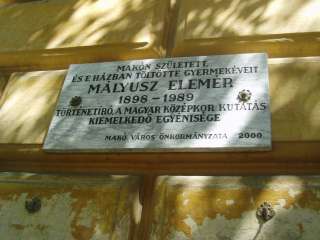 MAKÓN SZÜLETETT,
ÉS E HÁZBAN TÖLTÖTTE GYERMEKÉVEIT
MÁLYUSZ ELEMÉR
1898 - 1989
TÖRTÉNETÍRÓ, A MAGYAR KÖZÉPKOR KUTATÁS
KIEMELKEDŐ EGYÉNISÉGE
MAKÓ VÁROS ÖNKORMÁNYZATA 2000